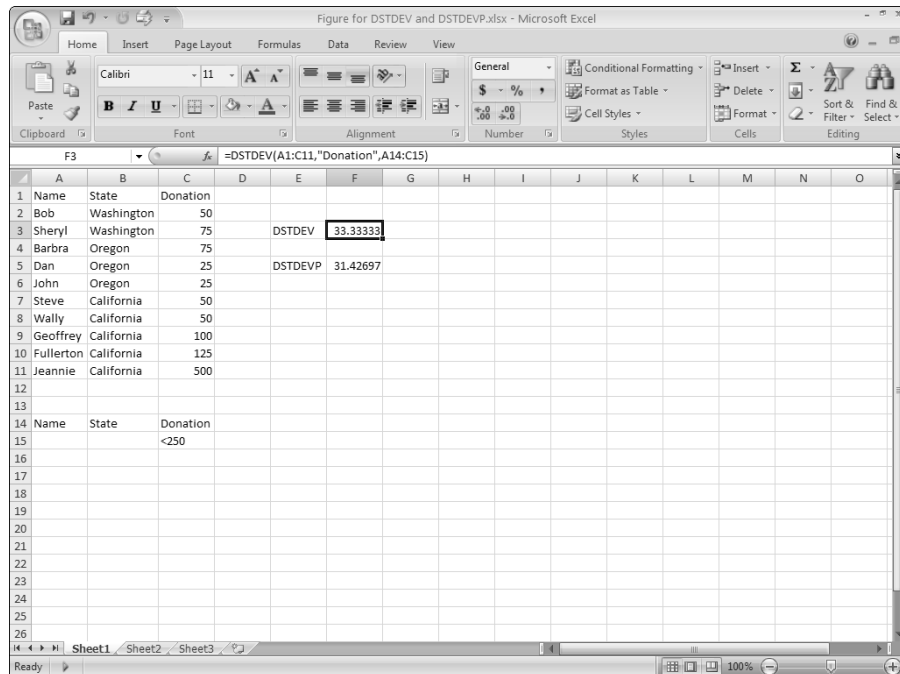 Figure for DSTDEV and DSTDEVP.xlsx - Microsoft Excel
Home Insert Page Layout Formulas Data Review View
Calibri 11 General Conditional Formatting Insert Σ
Paste B I U A $ % , Format as Table Delete Sort & Filter Find & Select
Cell Styles Format
Clipboard Font Alignment Number Styles Cells Editing
F3 fx =DSTDEV(A1:C11,"Donation",A14:C15)
A B C D E F G H I J K L M N O
1 Name State Donation
2 Bob Washington 50
3 Sheryl Washington 75 DSTDEV 33.33333
4 Barbra Oregon 75
5 Dan Oregon 25 DSTDEVP 31.42697
6 John Oregon 25
7 Steve California 50
8 Wally California 50
9 Geoffrey California 100
10 Fullerton California 125
11 Jeannie California 500
12
13
14 Name State Donation
15 <250
16
17
18
19
20
21
22
23
24
25
26
Sheet1 Sheet2 Sheet3
Ready 100%